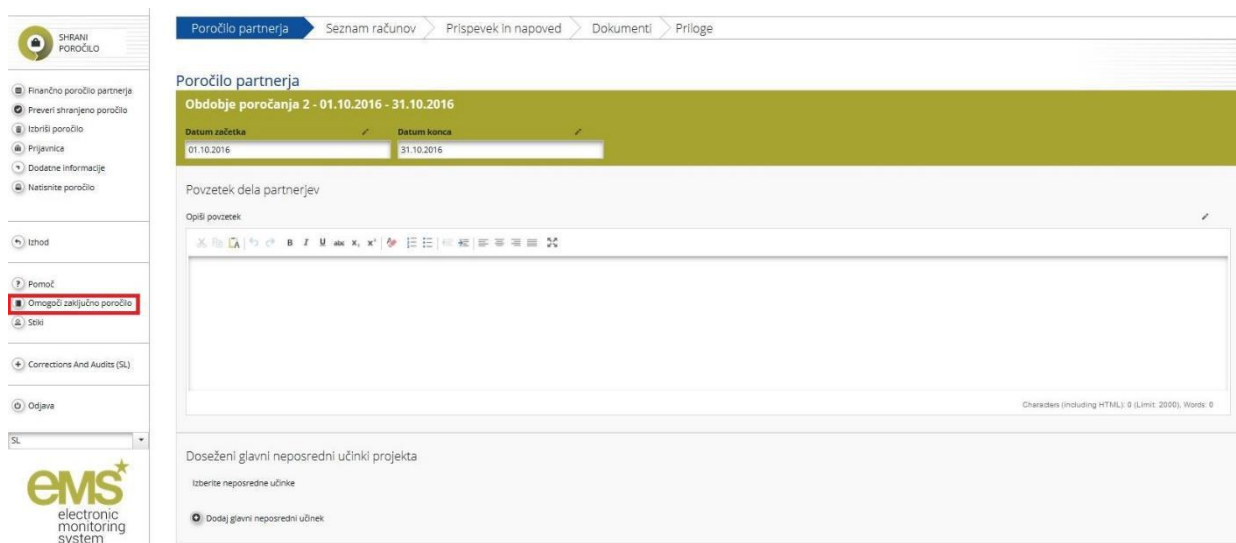 SHRANI
POROČILO
Finančno poročilo partnerja
Preveri shranjeno poročilo
Izbriši poročilo
Prijavnica
Dodatne informacije
Natisnite poročilo
Izhod
Pomoč
Omogoči zaključno poročilo
Stiki
Corrections And Audits (SL)
Odjava
SL
eMS
electronic
monitoring
system
Poročilo partnerja Seznam računov Prispevek in napoved Dokumenti Priloge
Poročilo partnerja
Obdobje poročanja 2 - 01.10.2016 - 31.10.2016
Datum začetka Datum konca
01.10.2016 31.10.2016
Povzetek dela partnerjev
Opiši povzetek
B I U abc X, X²
Characters (including HTML): 0 (Limit: 2000), Words: 0
Doseženi glavni neposredni učinki projekta
Izberite neposredne učinke
Dodaj glavni neposredni učinek